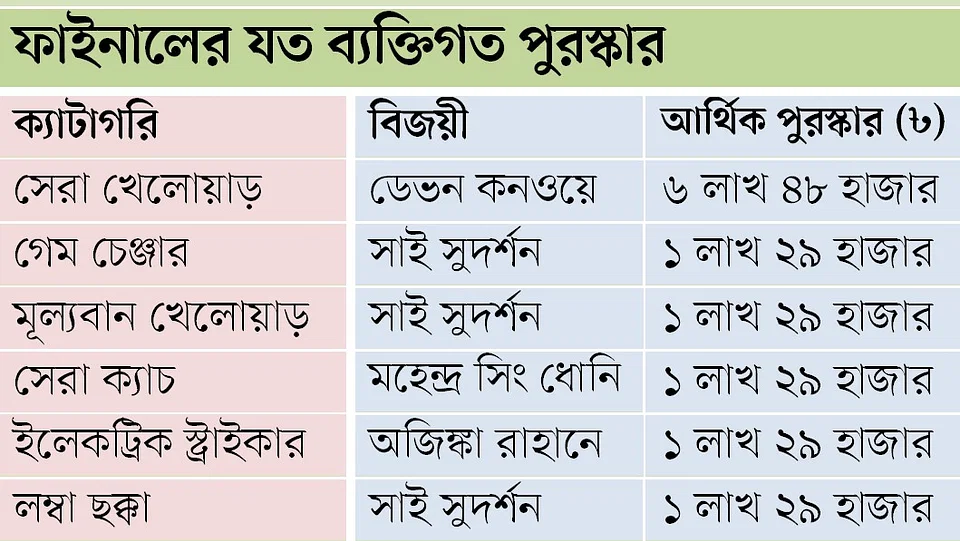 ফাইনালের যত ব্যক্তিগত পুরস্কার
ক্যাটাগরি বিজয়ী আর্থিক পুরস্কার (৳)
সেরা খেলোয়াড় ডেভন কনওয়ে ৬ লাখ ৪৮ হাজার
গেম চেঞ্জার সাই সুদর্শন ১ লাখ ২৯ হাজার
মূল্যবান খেলোয়াড় সাই সুদর্শন ১ লাখ ২৯ হাজার
সেরা ক্যাচ মহেন্দ্র সিং ধোনি ১ লাখ ২৯ হাজার
ইলেকট্রিক স্ট্রাইকার অজিঙ্কা রাহানে ১ লাখ ২৯ হাজার
লম্বা ছক্কা সাই সুদর্শন ১ লাখ ২৯ হাজার